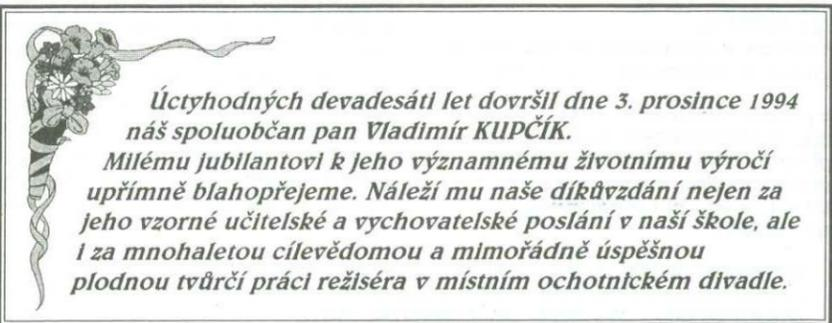 Úctyhodných devadesáti let dovršil dne 3. prosince 1994
náš spoluobčan pan Vladimír KUPČÍK.
Milému jubilantovi k jeho významnému životnímu výročí
upřímně blahopřejeme. Náleží mu naše díkůvzdání nejen za
jeho vzorné učitelské a vychovatelské poslání v naší škole, ale
i za mnohaletou cílevědomou a mimořádně úspěšnou
plodnou tvůrčí práci režiséra v místním ochotnickém divadle.